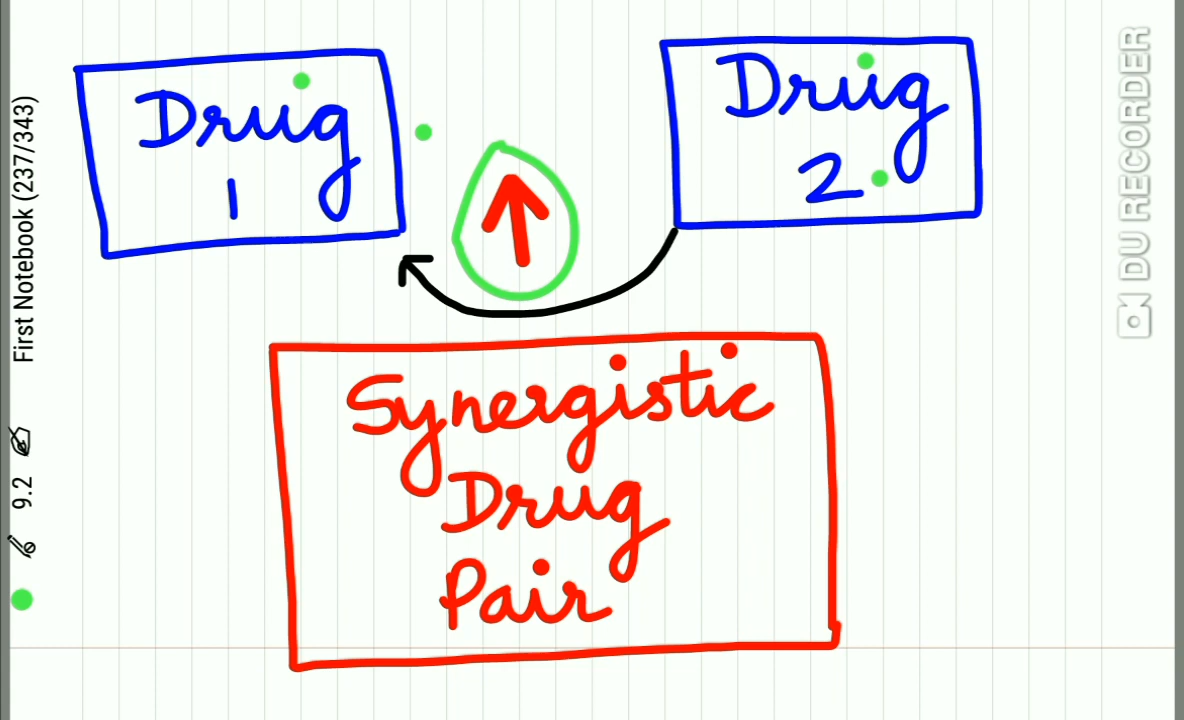 Drug
1
Drug
2
Synergistic
Drug
Pair
First Notebook (237/343)
9.2
DU RECORDER